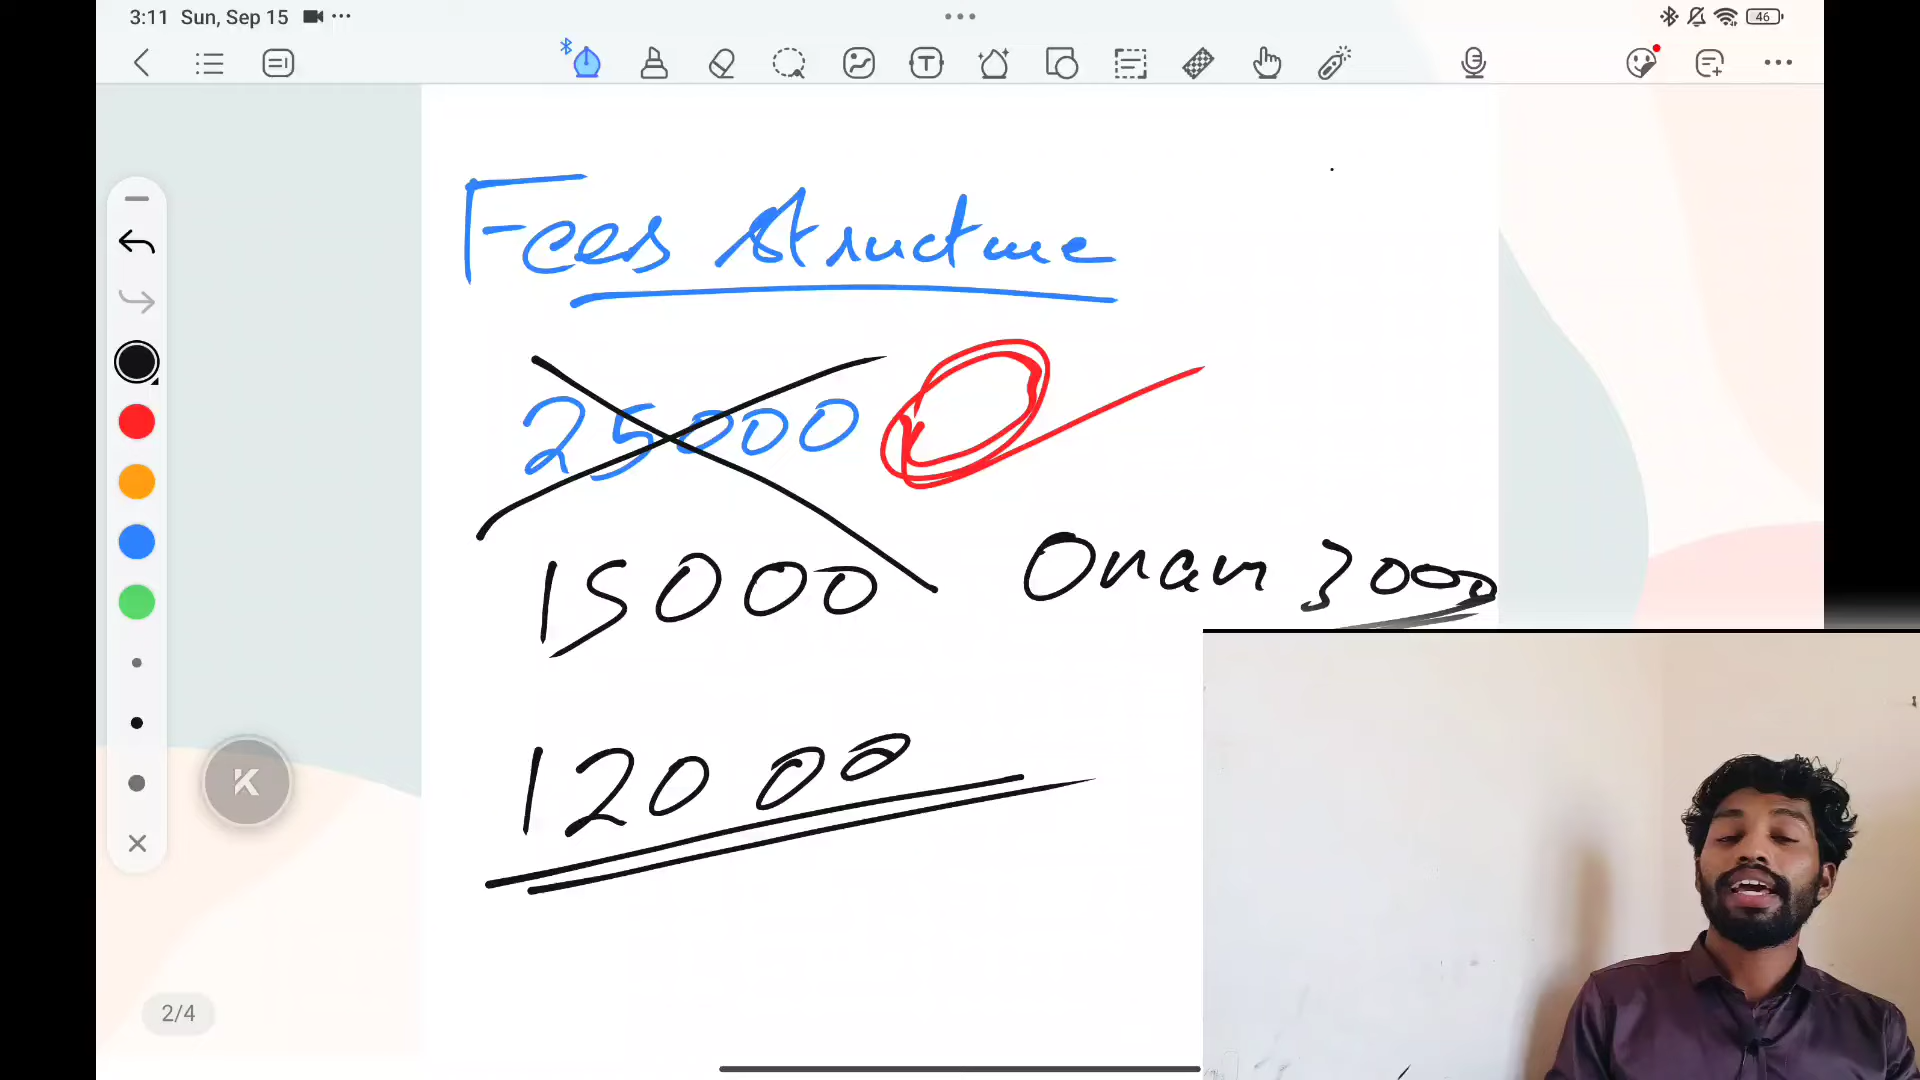 3:11 Sun, Sep 15
46
Fees structure
25000
15000 Onam 3000
12000
K
2/4